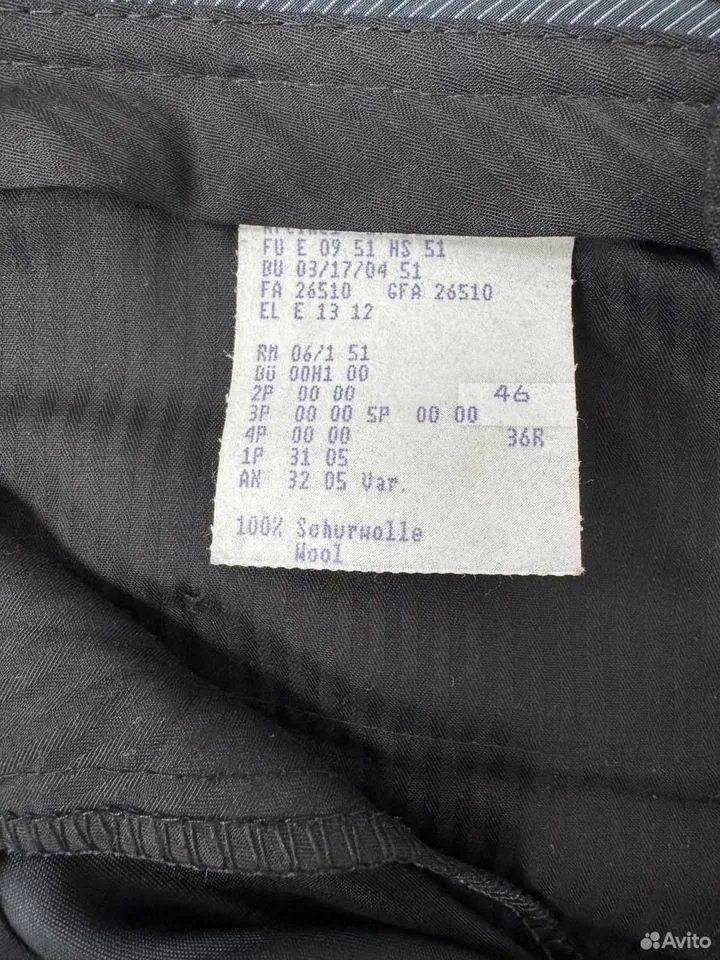 FU E 09 51 HS 51
BU 03/17/04 51
FA 26510 GFA 26510
EL E 13 12
RM 06/1 51
BÜ 00H1 00
2P 00 00 46
3P 00 00 SP 00 00
4P 00 00 36R
1P 31 05
AN 32 05 Var.
100% Schurwolle
Wool
Avito